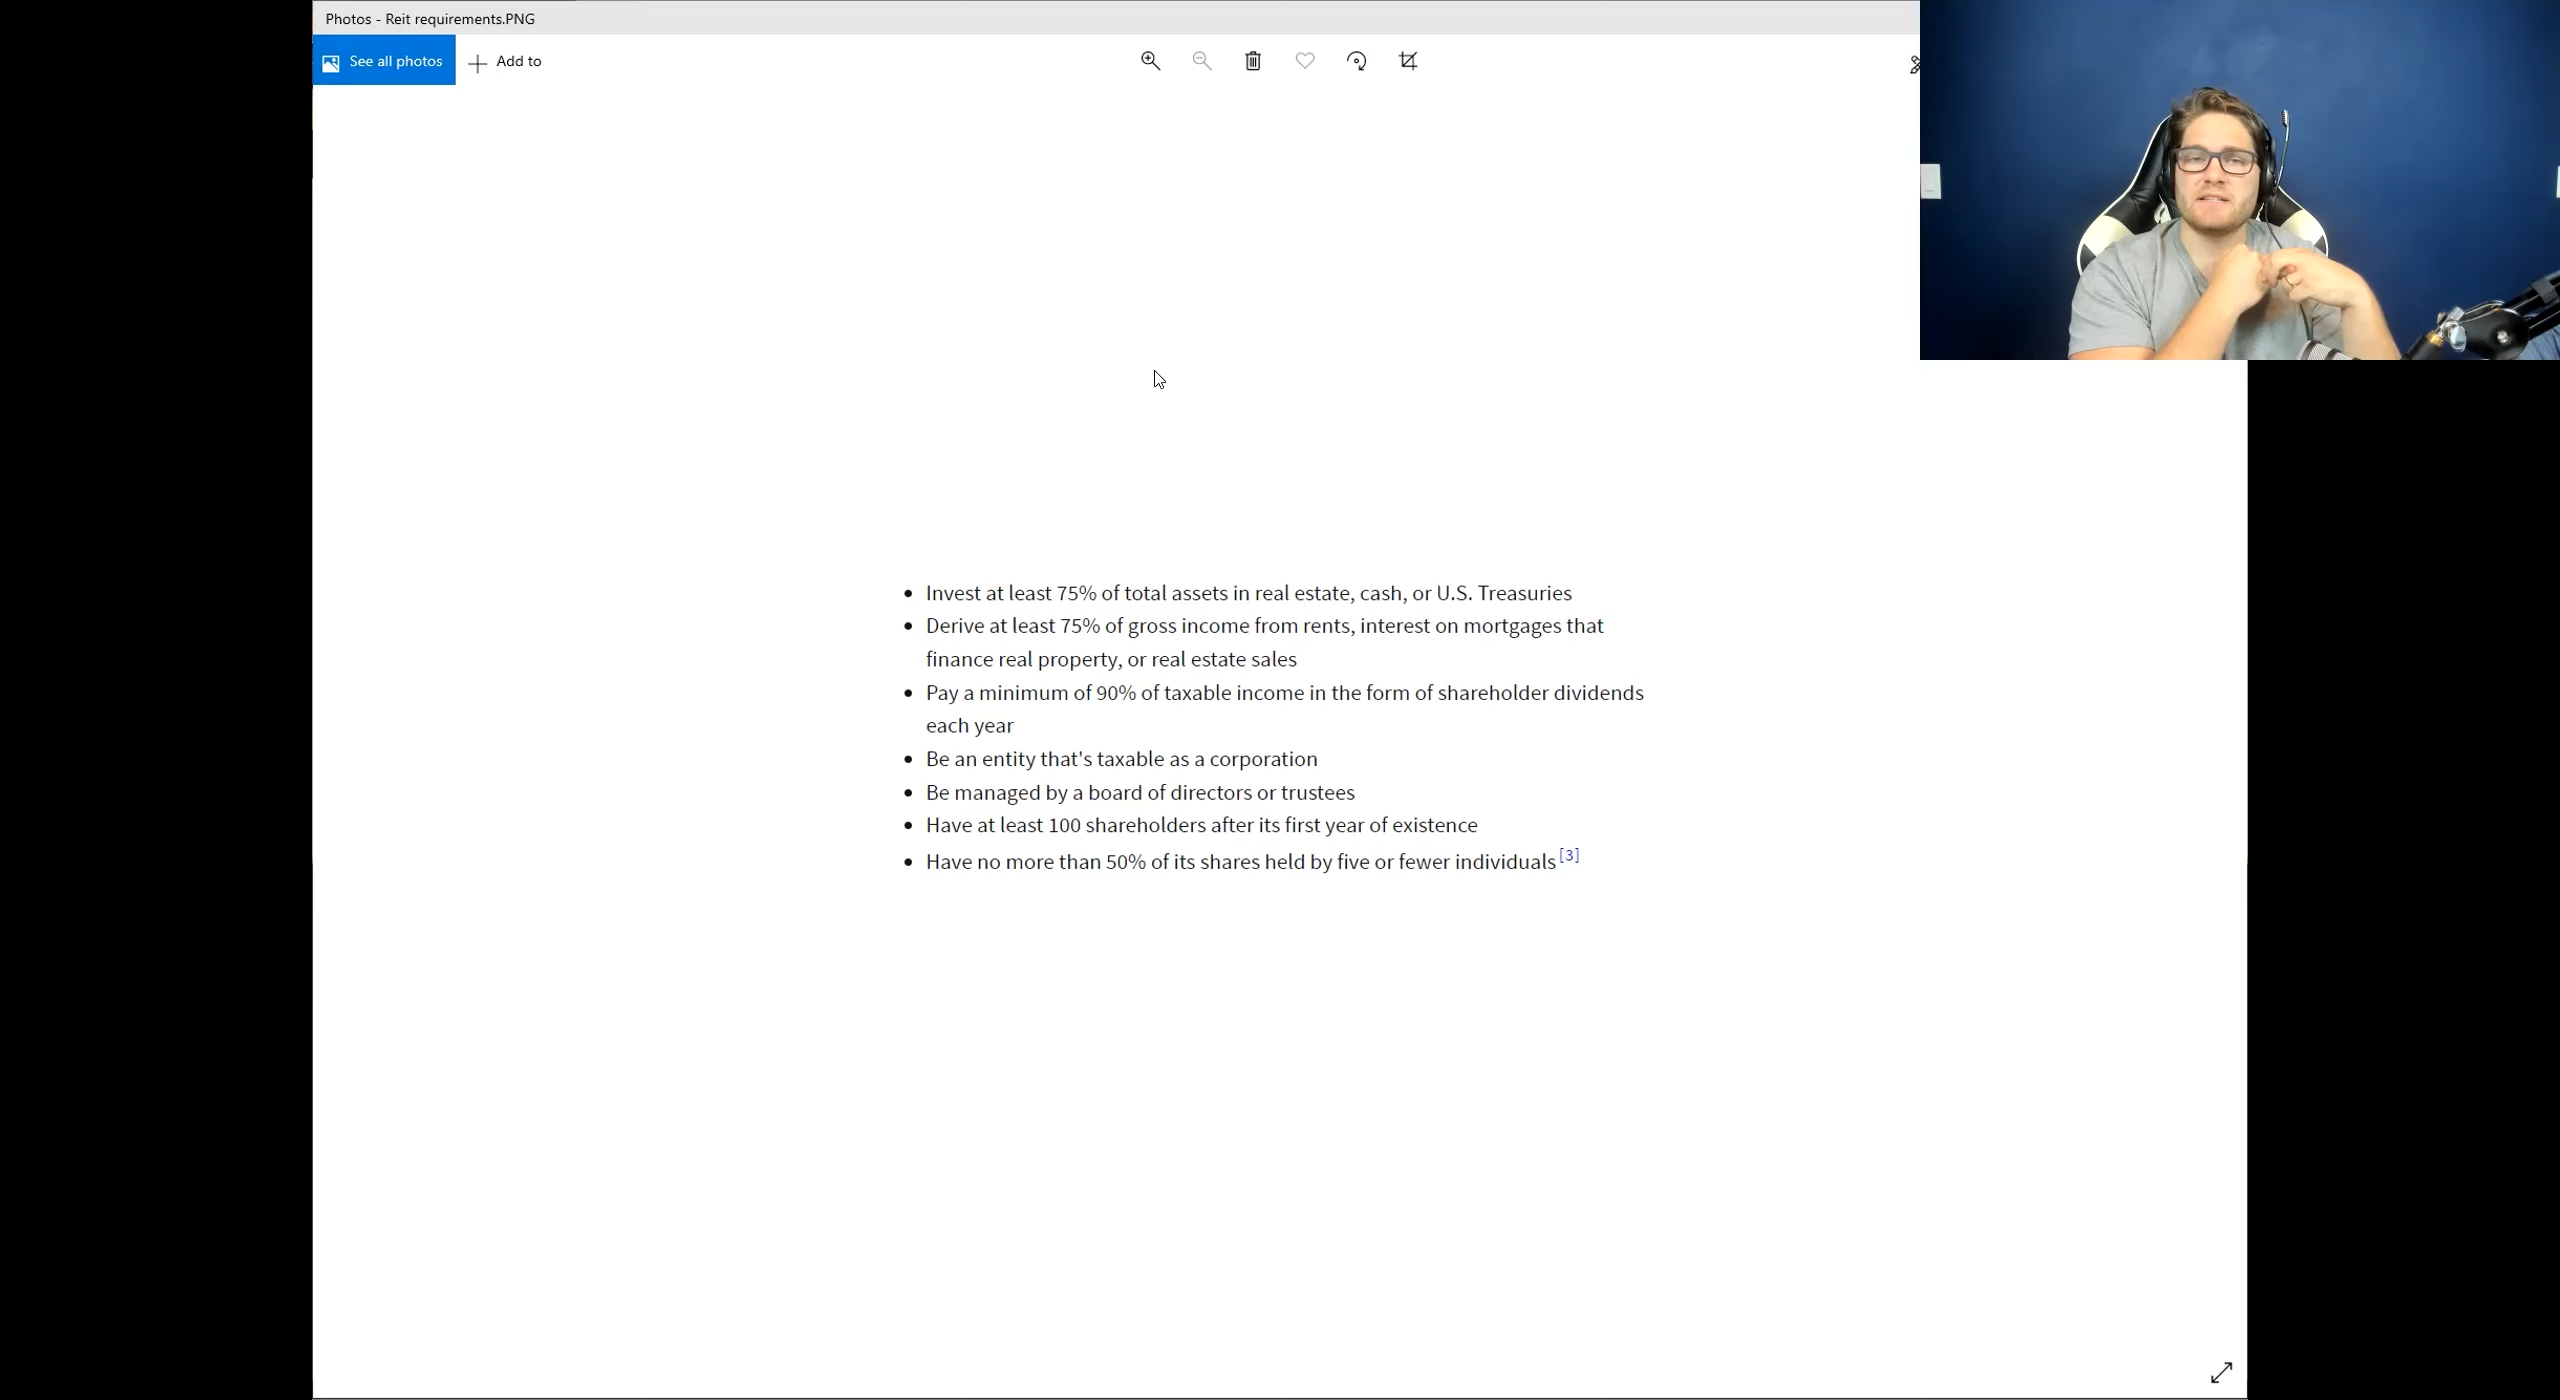 Photos - Reit requirements.PNG
See all photos
Add to
• Invest at least 75% of total assets in real estate, cash, or U.S. Treasuries
• Derive at least 75% of gross income from rents, interest on mortgages that
finance real property, or real estate sales
• Pay a minimum of 90% of taxable income in the form of shareholder dividends
each year
• Be an entity that's taxable as a corporation
• Be managed by a board of directors or trustees
• Have at least 100 shareholders after its first year of existence
• Have no more than 50% of its shares held by five or fewer individuals [3]